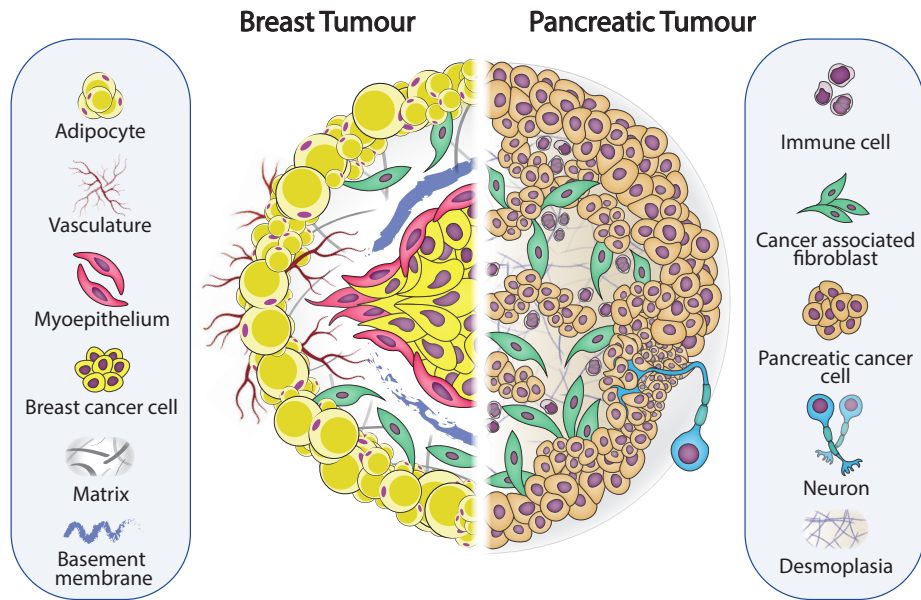 Breast Tumour
Pancreatic Tumour
Adipocyte
Vasculature
Myoepithelium
Breast cancer cell
Matrix
Basement
membrane
Immune cell
Cancer associated
fibroblast
Pancreatic cancer
cell
Neuron
Desmoplasia